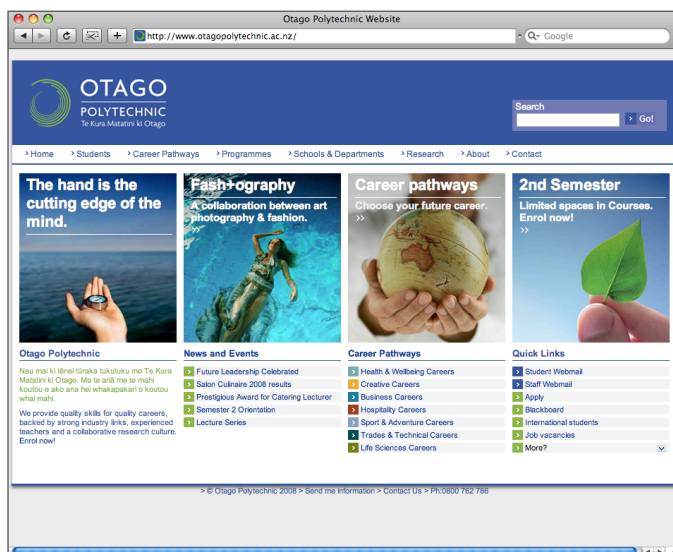 Otago Polytechnic Website
http://www.otagopolytechnic.ac.nz/
Google
OTAGO
POLYTECHNIC
Te Kura Matatini ki Otago
Search
Go!
Home Students Career Pathways Programmes Schools & Departments Research About Contact
The hand is the
cutting edge of the
mind.
Fash+ography
A collaboration between art
photography & fashion.
>>
Career pathways
Choose your future career.
>>
2nd Semester
Limited spaces in Courses.
Enrol now!
>>
Otago Polytechnic
Nau mai ki tēnei tūraka tukutuku mo Te Kura
Matatini ki Otago. Ma te ariā me te mahi
koutou e ako ana hei whakapakari o koutou
whai mahi.
We provide quality skills for quality careers,
backed by strong industry links, experienced
teachers and a collaborative research culture.
Enrol now!
News and Events
Future Leadership Celebrated
Salon Culinaire 2008 results
Prestigious Award for Catering Lecturer
Semester 2 Orientation
Lecture Series
Career Pathways
Health & Wellbeing Careers
Creative Careers
Business Careers
Hospitality Careers
Sport & Adventure Careers
Trades & Technical Careers
Life Sciences Careers
Quick Links
Student Webmail
Staff Webmail
Apply
Blackboard
International students
Job vacancies
More?
> © Otago Polytechnic 2008 > Send me information > Contact Us > Ph:0800 762 786